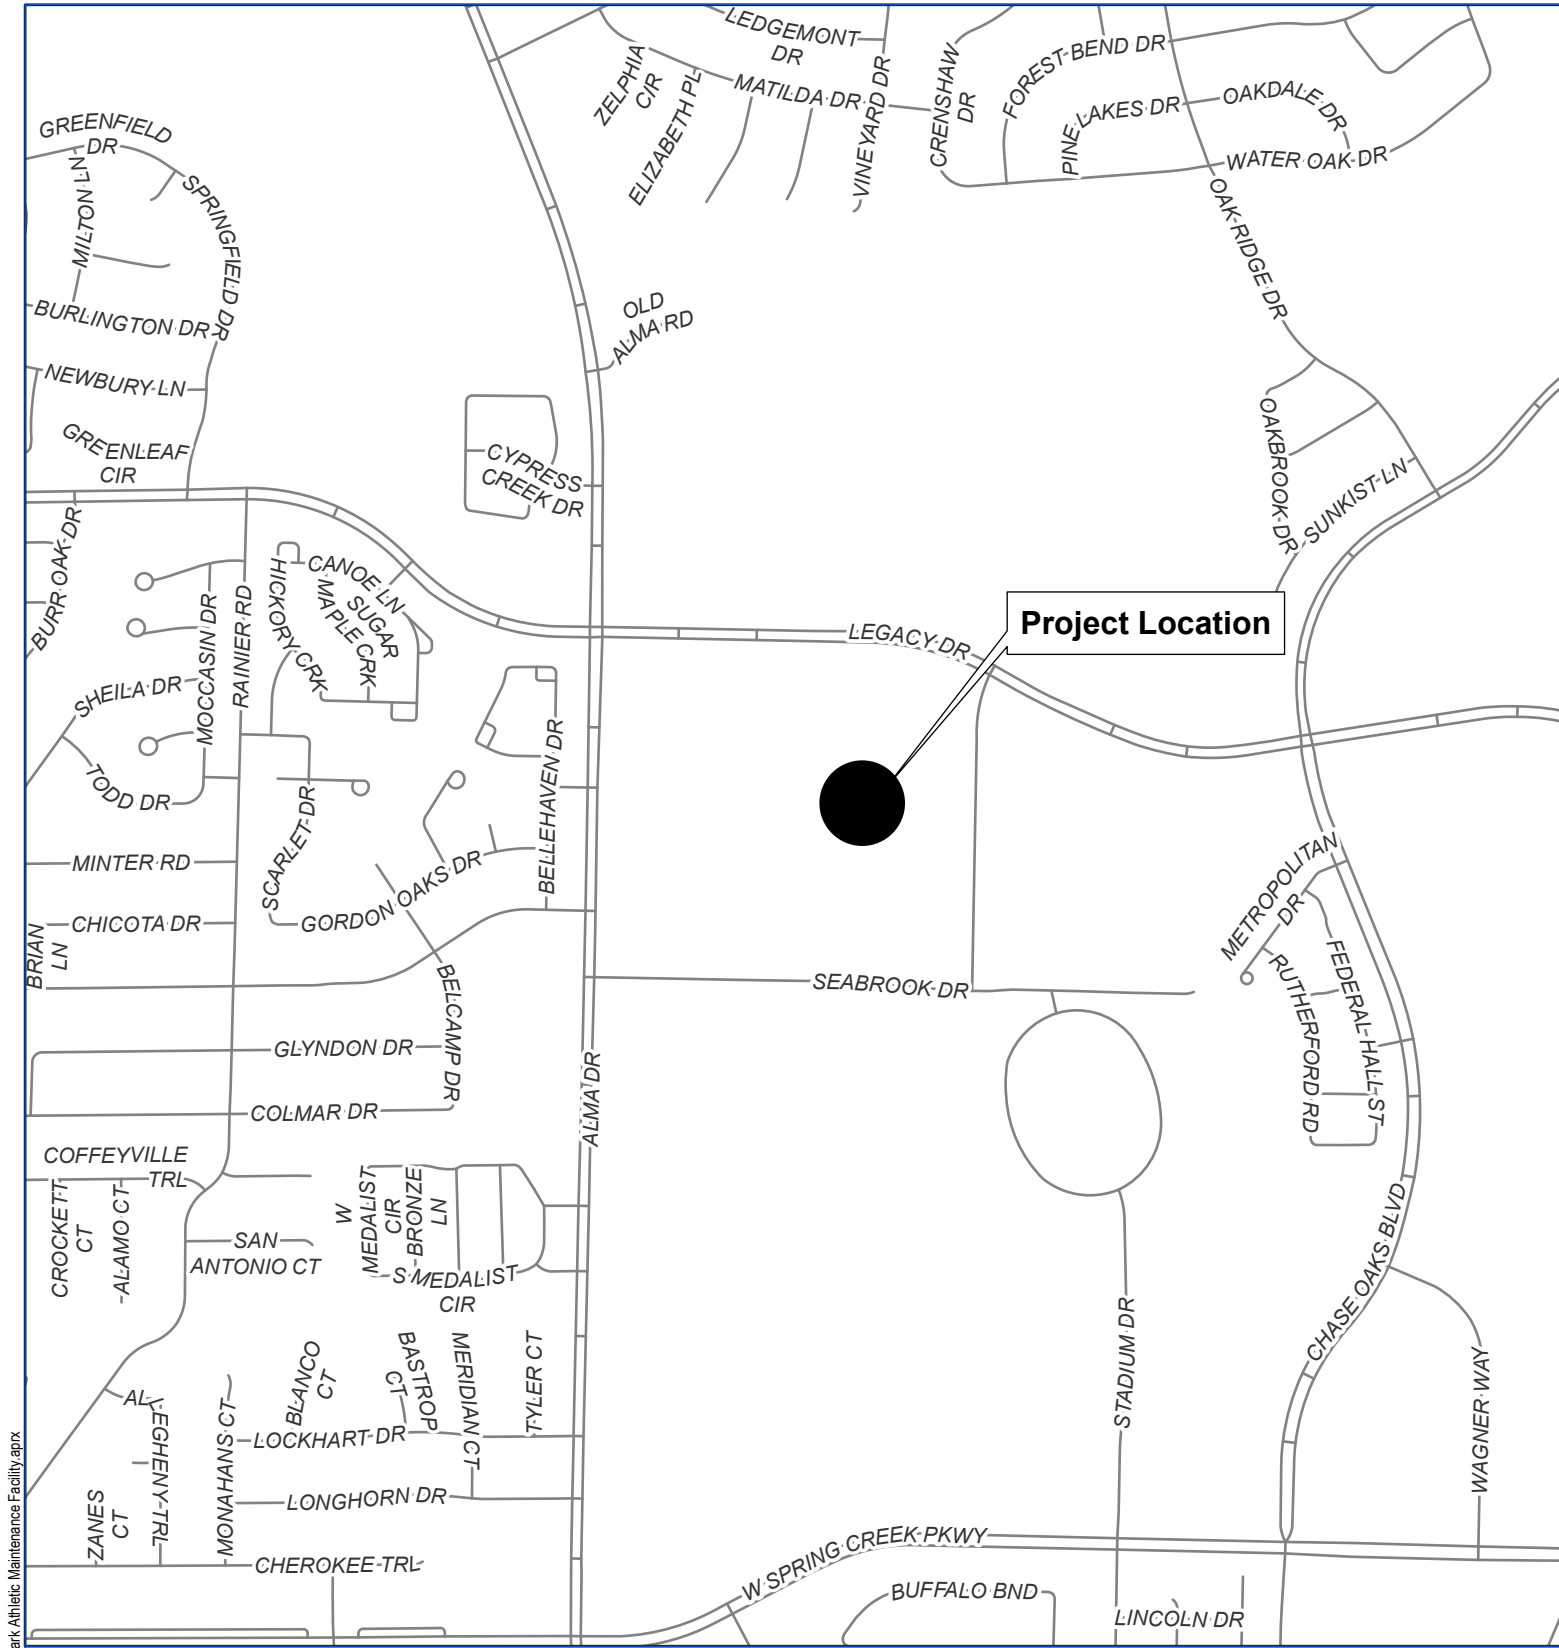 LEDGEMONT
DR
ZELPHIA
CIR
ELIZABETH PL
MATILDA DR
VINEYARD DR
CRENSHAW
DR
FOREST BEND DR
PINE LAKES DR
OAKDALE DR
WATER OAK DR
OAK RIDGE DR
GREENFIELD
DR
MILTON LN
SPRINGFIELD DR
BURLINGTON DR
NEWBURY LN
GREENLEAF
CIR
OLD
ALMA RD
CYPRESS
CREEK DR
OAKBROOK DR
SUNKIST LN
BURR OAK DR
MOCCASIN DR
RAINIER RD
HICKORY CRK
CANOE LN
SUGAR
MAPLE CRK
LEGACY DR
Project Location
SHEILA DR
TODD DR
BELLEHAVEN DR
SCARLET DR
MINTER RD
GORDON OAKS DR
CHICOTA DR
BRIAN
LN
METROPOLITAN
DR
FEDERAL HALL ST
RUTHERFORD RD
SEABROOK DR
BELCAMP DR
GLYNDON DR
COLMAR DR
ALMA DR
COFFEYVILLE
TRL
CROCKETT
CT
ALAMO CT
SAN
ANTONIO CT
W
MEDALIST
CIR
BRONZE
LN
S MEDALIST
CIR
CHASE OAKS BLVD
STADIUM DR
WAGNER WAY
BLANCO
CT
BASTROP
CT
MERIDIAN CT
TYLER CT
ALLEGHENY TRL
MONAHANS CT
LOCKHART DR
LONGHORN DR
ZANES
CT
CHEROKEE TRL
W SPRING CREEK PKWY
BUFFALO BND
LINCOLN DR
ark Athletic Maintenance Facility.aprx